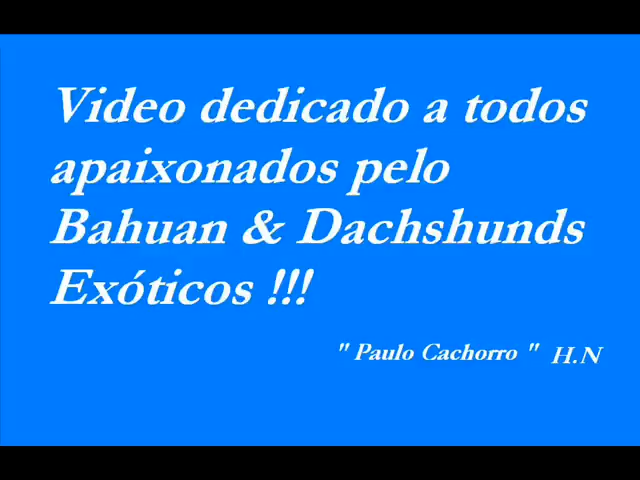 Video dedicado a todos
apaixonados pelo
Bahuan & Dachshunds
Exóticos !!!
" Paulo Cachorro " H.N